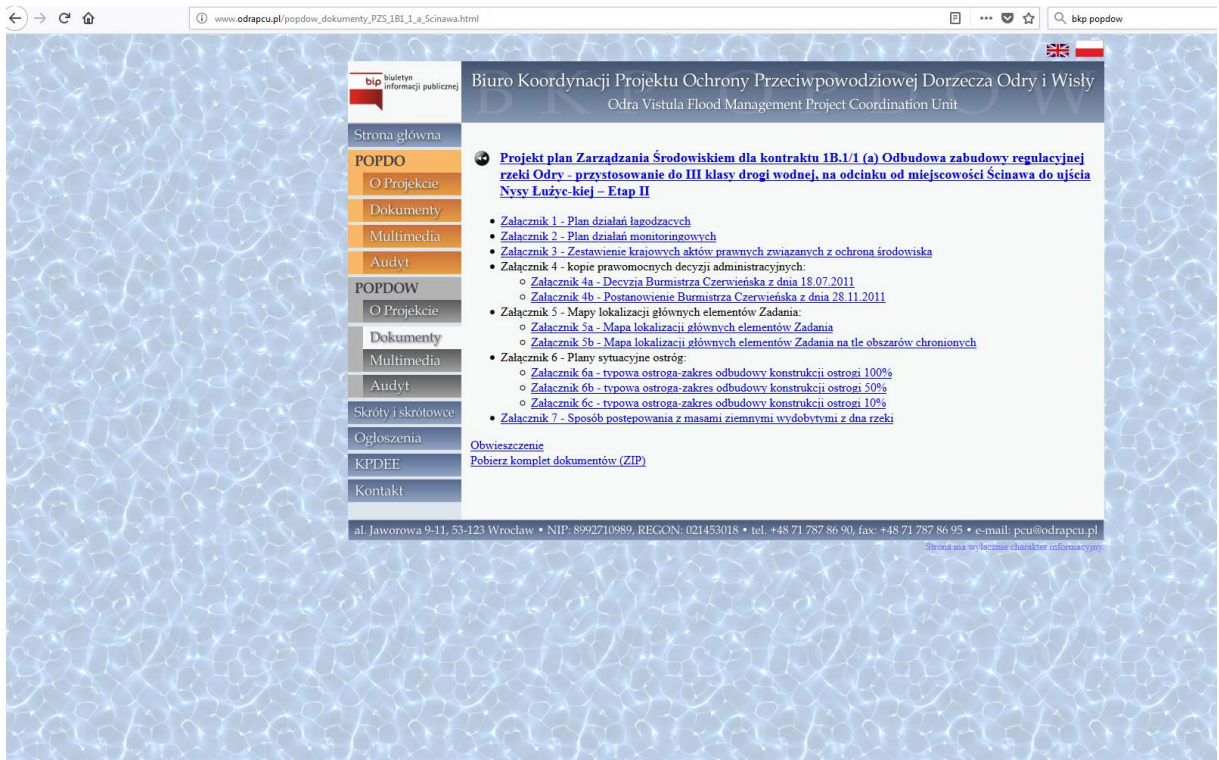 www.odrapcu.pl/popdow_dokumenty_PZS_1B1_1_a_Scinawa.html
bkp popdow
bip biuletyn informacji publicznej
Biuro Koordynacji Projektu Ochrony Przeciwpowodziowej Dorzecza Odry i Wisły
Odra Vistula Flood Management Project Coordination Unit
Strona główna
POPDO
O Projekcie
Dokumenty
Multimedia
Audyt
POPDOW
O Projekcie
Dokumenty
Multimedia
Audyt
Skróty i skrótowce
Ogłoszenia
KPDEE
Kontakt
Projekt plan Zarządzania Środowiskiem dla kontraktu 1B.1/1 (a) Odbudowa zabudowy regulacyjnej
rzeki Odry - przystosowanie do III klasy drogi wodnej, na odcinku od miejscowości Ścinawa do ujścia
Nysy Łużyc-kiej – Etap II
Załącznik 1 - Plan działań łagodzacych
Załącznik 2 - Plan działań monitoringowych
Załącznik 3 - Zestawienie krajowych aktów prawnych związanych z ochroną środowiska
Załącznik 4 - kopie prawomocnych decyzji administracyjnych:
Załącznik 4a - Decyzja Burmistrza Czerwieńska z dnia 18.07.2011
Załącznik 4b - Postanowienie Burmistrza Czerwieńska z dnia 28.11.2011
Załącznik 5 - Mapy lokalizacji głównych elementów Zadania:
Załącznik 5a - Mapa lokalizacji głównych elementów Zadania
Załącznik 5b - Mapa lokalizacji głównych elementów Zadania na tle obszarów chronionych
Załącznik 6 - Plany sytuacyjne ostróg:
Załącznik 6a - typowa ostroga-zakres odbudowy konstrukcji ostrogi 100%
Załącznik 6b - typowa ostroga-zakres odbudowy konstrukcji ostrogi 50%
Załącznik 6c - typowa ostroga-zakres odbudowy konstrukcji ostrogi 10%
Załącznik 7 - Sposób postępowania z masami ziemnymi wydobytymi z dna rzeki
Obwieszczenie
Pobierz komplet dokumentów (ZIP)
al. Jaworowa 9-11, 53-123 Wrocław • NIP: 8992710989, REGON: 021453018 • tel. +48 71 787 86 90, fax: +48 71 787 86 95 • e-mail: pcu@odrapcu.pl
Strona ma wyłącznie charakter informacyjny.